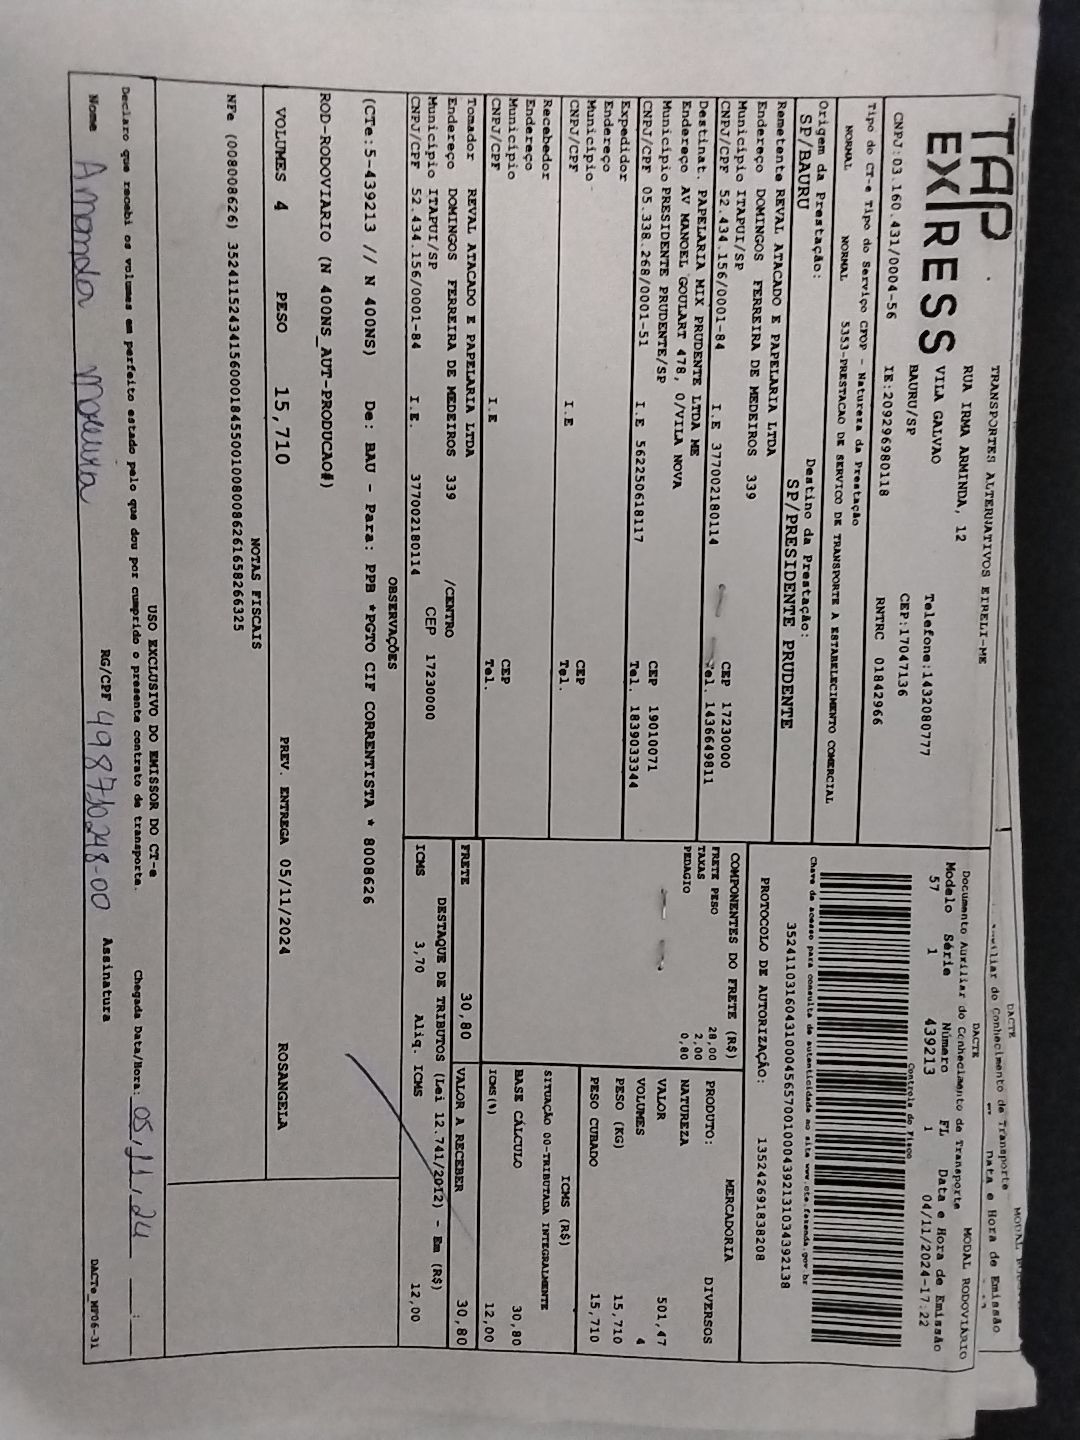 TAP
EXPRESS
TRANSPORTES ALTERNATIVOS EIRELI-ME
RUA IRMA ARMINDA, 12
VILA GALVAO
Telefone:1432080777
BAURU/SP
CEP:17047136
CNPJ:03.160.431/0004-56
IE:209296980118
RNTRC 01842966
Tipo do CT-e Tipo do Serviço CFOP - Natureza da Prestação
NORMAL NORMAL 5353-PRESTACAO DE SERVICO DE TRANSPORTE A ESTABELECIMENTO COMERCIAL
Origem da Prestação:
SP/BAURU
Destino da Prestação:
SP/PRESIDENTE PRUDENTE
Remetente REVAL ATACADO E PAPELARIA LTDA
Endereço DOMINGOS FERREIRA DE MEDEIROS 339
Município ITAPUI/SP CEP 17230000
CNPJ/CPF 52.434.156/0001-84 I.E 377002180114 Tel. 1436649811
Destinat. PAPELARIA MIX PRUDENTE LTDA ME
Endereço AV MANOEL GOULART 478, 0/VILA NOVA
Município PRESIDENTE PRUDENTE/SP CEP 19010071
CNPJ/CPF 05.338.268/0001-51 I.E 562250618117 Tel. 1839033344
Expedidor
Endereço
Município
CEP
CNPJ/CPF I.E Tel.
Recebedor
Endereço
Município CEP
CNPJ/CPF I.E Tel.
Tomador REVAL ATACADO E PAPELARIA LTDA
Endereço DOMINGOS FERREIRA DE MEDEIROS 339 /CENTRO
Município ITAPUI/SP CEP 17230000
CNPJ/CPF 52.434.156/0001-84 I.E. 377002180114
DACTE
Auxiliar do Conhecimento de Transporte
Data e Hora de Emissão
DACTE MODAL RODOVIÁRIO
Documento Auxiliar do Conhecimento de Transporte
Modelo Série Número FL Data e Hora de Emissão
57 1 439213 1 04/11/2024-17:22
Controle do Fisco
Chave de acesso para consulta de autenticidade no site www.cte.fazenda.gov.br
35241103160431000456570010004392131034392138
PROTOCOLO DE AUTORIZAÇÃO: 135242691838208
COMPONENTES DO FRETE (R$)
FRETE PESO 28,00
TAXAS 2,00
PEDAGIO 0,80
MERCADORIA
PRODUTO: DIVERSOS
NATUREZA
VALOR 501,47
VOLUMES 4
PESO (KG) 15,710
PESO CUBADO 15,710
ICMS (R$)
SITUAÇÃO 00-TRIBUTADA INTEGRALMENTE
BASE CÁLCULO 30,80
ICMS(%) 12,00
FRETE 30,80 VALOR A RECEBER 30,80
DESTAQUE DE TRIBUTOS (Lei 12.741/2012) - Em (R$)
ICMS 3,70 Aliq. ICMS 12,00
OBSERVAÇÕES
(CTe:5-439213 // N 400NS) De: BAU - Para: PPB *PGTO CIF CORRENTISTA * 8008626
ROD-RODOVIARIO (N 400NS_AUT-PRODUCAO#)
VOLUMES 4 PESO 15,710 PREV. ENTREGA 05/11/2024 ROSANGELA
NOTAS FISCAIS
NFe (008008626) 35241152434156000184550010080086261658266325
USO EXCLUSIVO DO EMISSOR DO CT-e
Declaro que recebi os volumes em perfeito estado pelo que dou por cumprido o presente contrato de transporte. Chegada Data/Hora: 05/11/24 :
Nome Amanda Moreira RG/CPF 498710248-00 Assinatura
DACTe_MF06-31